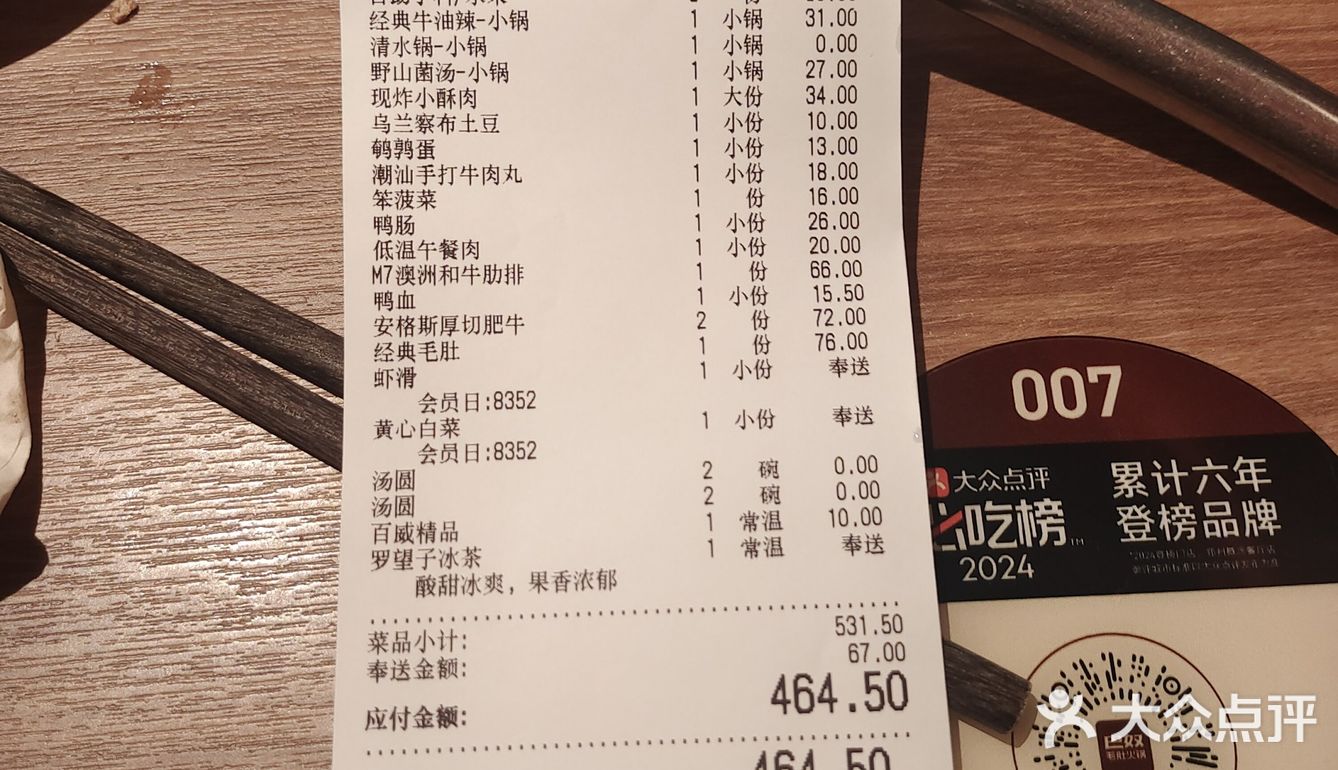 经典牛油辣-小锅 1 小锅 31.00
清水锅-小锅 1 小锅 0.00
野山菌汤-小锅 1 小锅 27.00
现炸小酥肉 1 大份 34.00
乌兰察布土豆 1 小份 10.00
鹌鹑蛋 1 小份 13.00
潮汕手打牛肉丸 1 小份 18.00
笨菠菜 1 份 16.00
鸭肠 1 小份 26.00
低温午餐肉 1 小份 20.00
M7澳洲和牛肋排 1 份 66.00
鸭血 1 小份 15.50
安格斯厚切肥牛 2 份 72.00
经典毛肚 1 份 76.00
虾滑 1 小份 奉送
会员日:8352
黄心白菜 1 小份 奉送
会员日:8352
汤圆 2 碗 0.00
汤圆 2 碗 0.00
百威精品 1 常温 10.00
罗望子冰茶 1 常温 奉送
酸甜冰爽，果香浓郁
菜品小计: 531.50
奉送金额: 67.00
应付金额: 464.50
464.50
007
大众点评
必吃榜™
2024
累计六年
登榜品牌
巴奴
毛肚火锅
大众点评